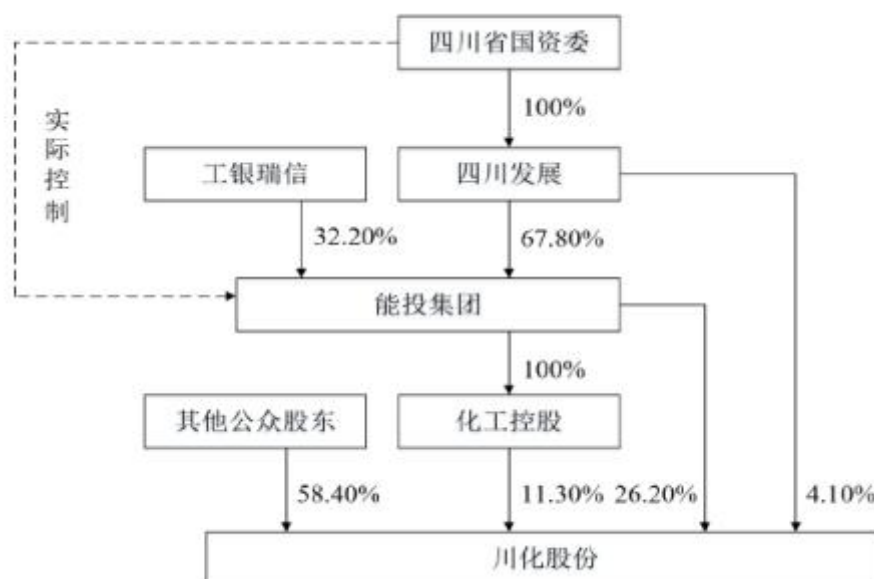 四川省国资委
100%
实际控制
工银瑞信
四川发展
32.20%
67.80%
能投集团
100%
其他公众股东
化工控股
58.40%
11.30%
26.20%
4.10%
川化股份